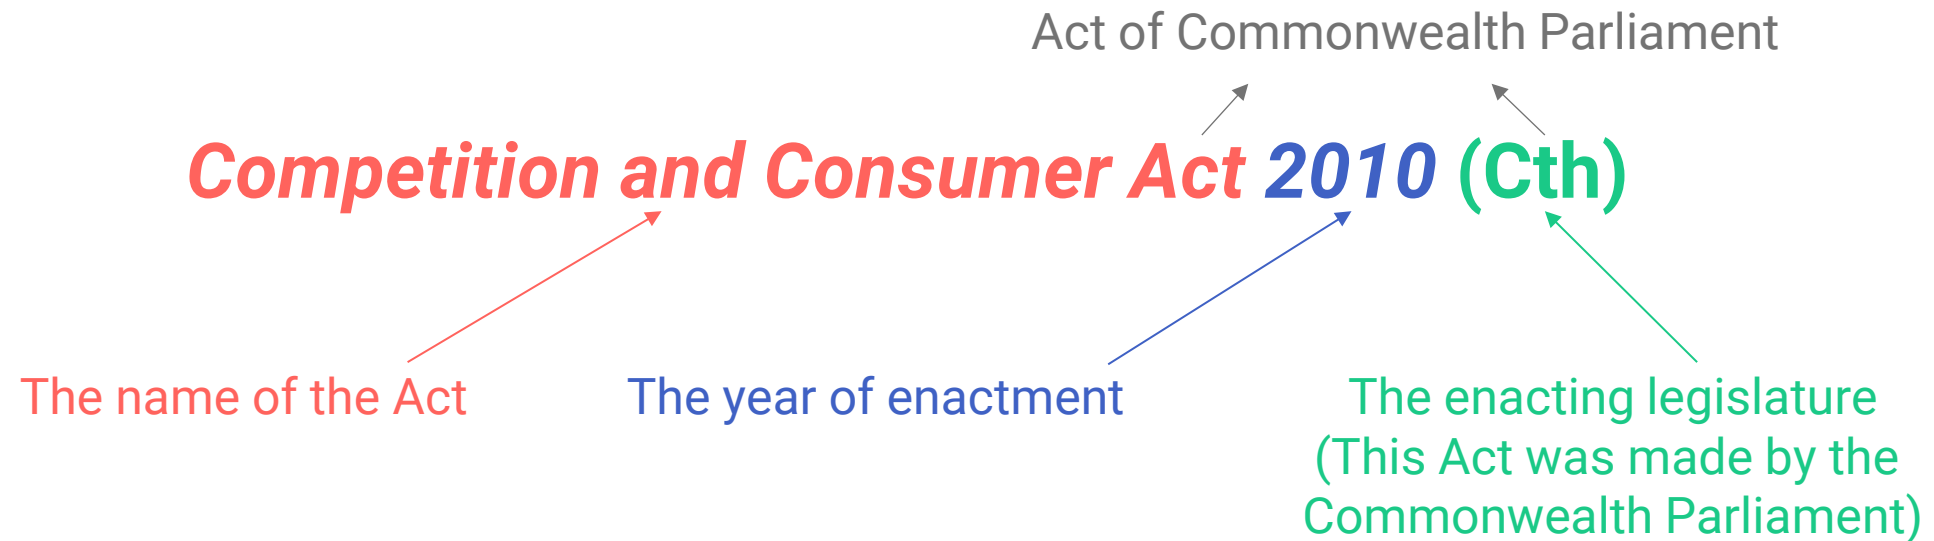 Act of Commonwealth Parliament
Competition and Consumer Act 2010 (Cth)
The name of the Act
The year of enactment
The enacting legislature
(This Act was made by the
Commonwealth Parliament)